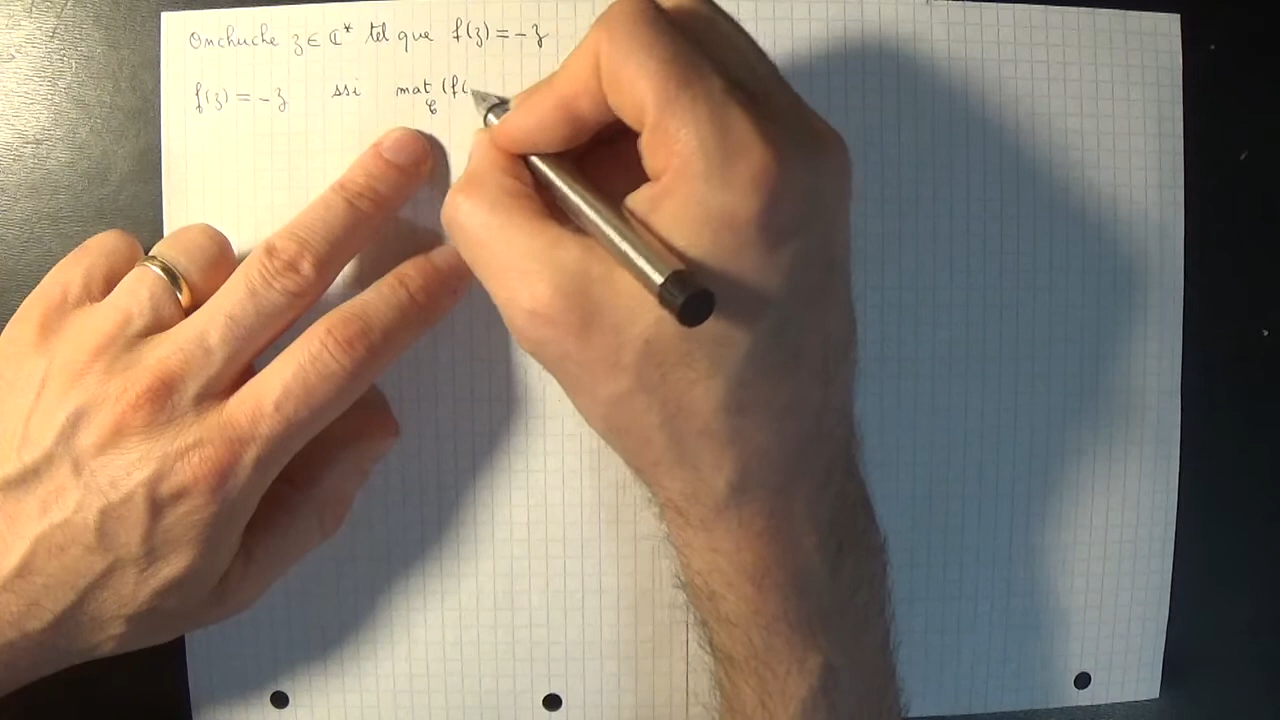 On cherche z ∈ ℂ* tel que f(z) = -z
f(z) = -z ssi mat (f(
𝒞